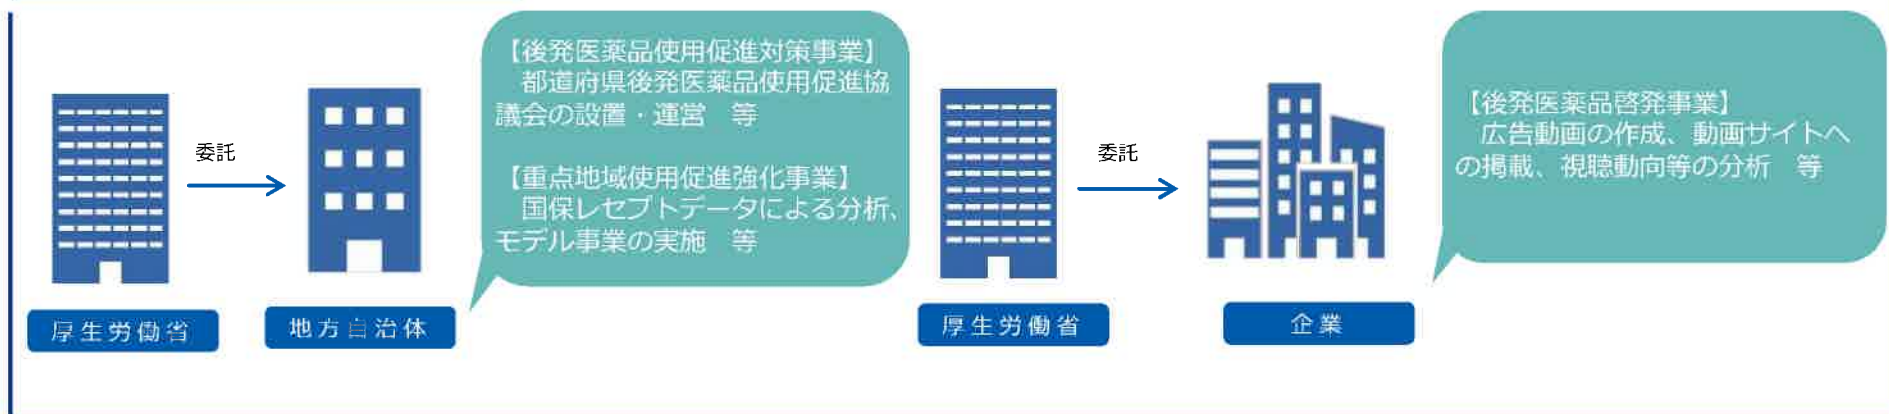 【後発医薬品使用促進対策事業】
都道府県後発医薬品使用促進協
議会の設置・運営 等
【重点地域使用促進強化事業】
国保レセプトデータによる分析、
モデル事業の実施 等
委託
厚生労働省
地方自治体
【後発医薬品啓発事業】
広告動画の作成、動画サイトへ
の掲載、視聴動向等の分析 等
委託
厚生労働省
企業